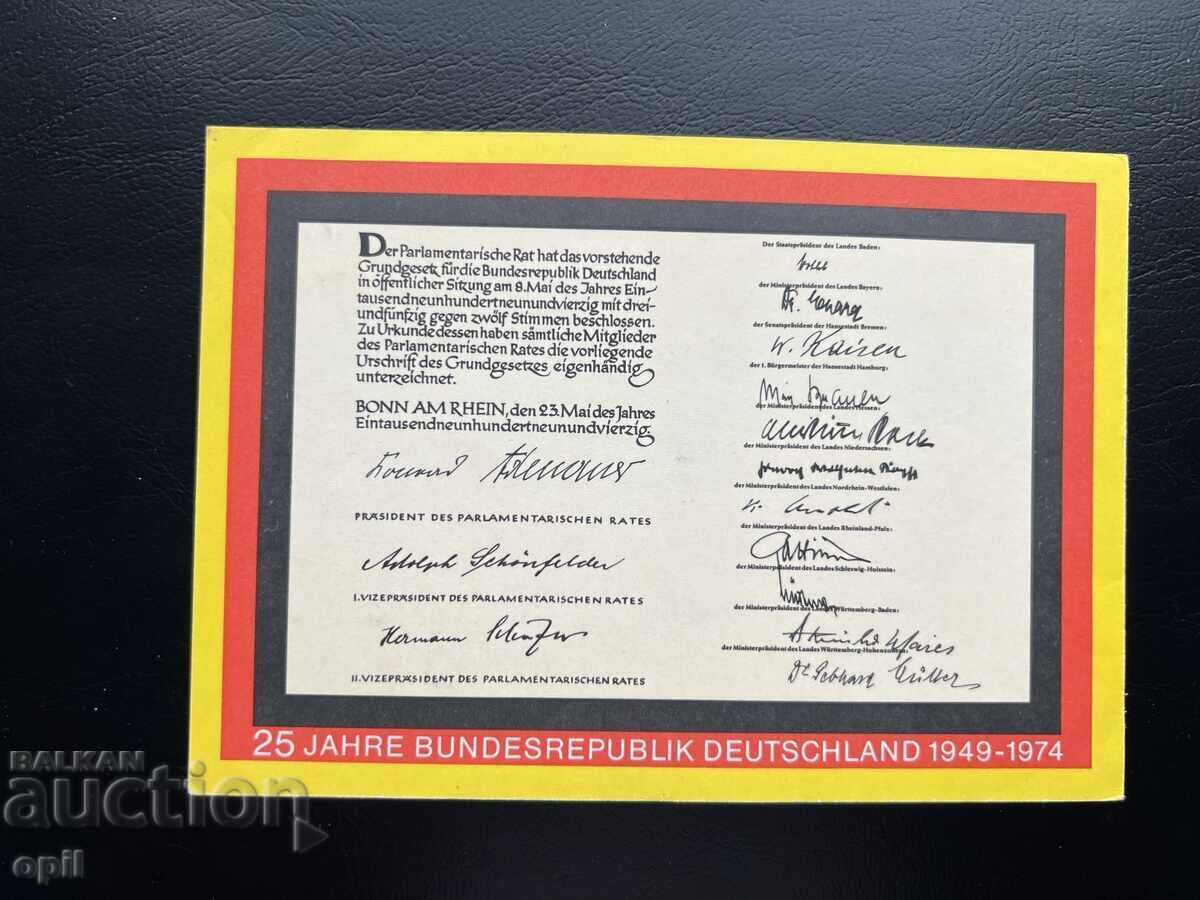 Der Parlamentarische Rat hat das vorstehende
Grundgesetz für die Bundesrepublik Deutschland
in öffentlicher Sitzung am 8. Mai des Jahres Ein-
tausendneunhundertneunundvierzig mit drei-
undfünfzig gegen zwölf Stimmen beschlossen.
Zu Urkunde dessen haben sämtliche Mitglieder
des Parlamentarischen Rates die vorliegende
Urschrift des Grundgesetzes eigenhändig
unterzeichnet.
BONN AM RHEIN, den 23. Mai des Jahres
Eintausendneunhundertneunundvierzig.
Konrad Adenauer
PRÄSIDENT DES PARLAMENTARISCHEN RATES
Adolph Schönfelder
I. VIZEPRÄSIDENT DES PARLAMENTARISCHEN RATES
Hermann Schäfer
II. VIZEPRÄSIDENT DES PARLAMENTARISCHEN RATES
Der Staatspräsident des Landes Baden:
der Ministerpräsident des Landes Bayern:
Dr.
der Senatspräsident der Hansestadt Bremen:
W. Kaisen
der 1. Bürgermeister der Hansestadt Hamburg:
Max Brauer
der Ministerpräsident des Landes Hessen:
der Ministerpräsident des Landes Niedersachsen:
der Ministerpräsident des Landes Nordrhein-Westfalen:
K. Arnold
der Ministerpräsident des Landes Rheinland-Pfalz:
der Ministerpräsident des Landes Schleswig-Holstein:
der Ministerpräsident des Landes Württemberg-Baden:
Reinhold Maier
der Ministerpräsident des Landes Württemberg-Hohenzollern:
Dr. Gebhard Müller
25 JAHRE BUNDESREPUBLIK DEUTSCHLAND 1949-1974
BALKAN
auction
opil